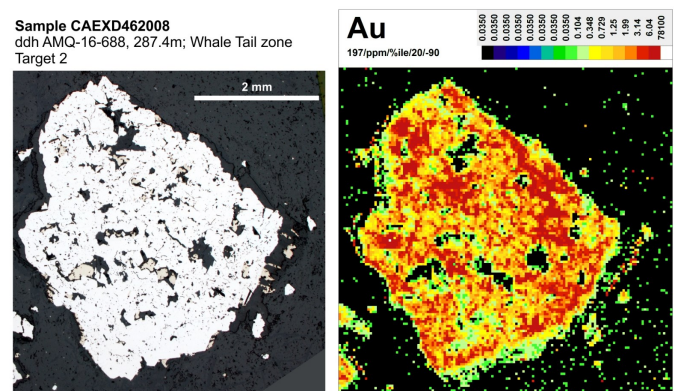 Sample CAEXD462008
ddh AMQ-16-688, 287.4m; Whale Tail zone
Target 2
2 mm
Au
197/ppm/%ile/20/-90
0.0350
0.0350
0.0350
0.0350
0.0350
0.0350
0.0350
0.104
0.348
0.729
1.25
1.99
3.14
6.04
78100